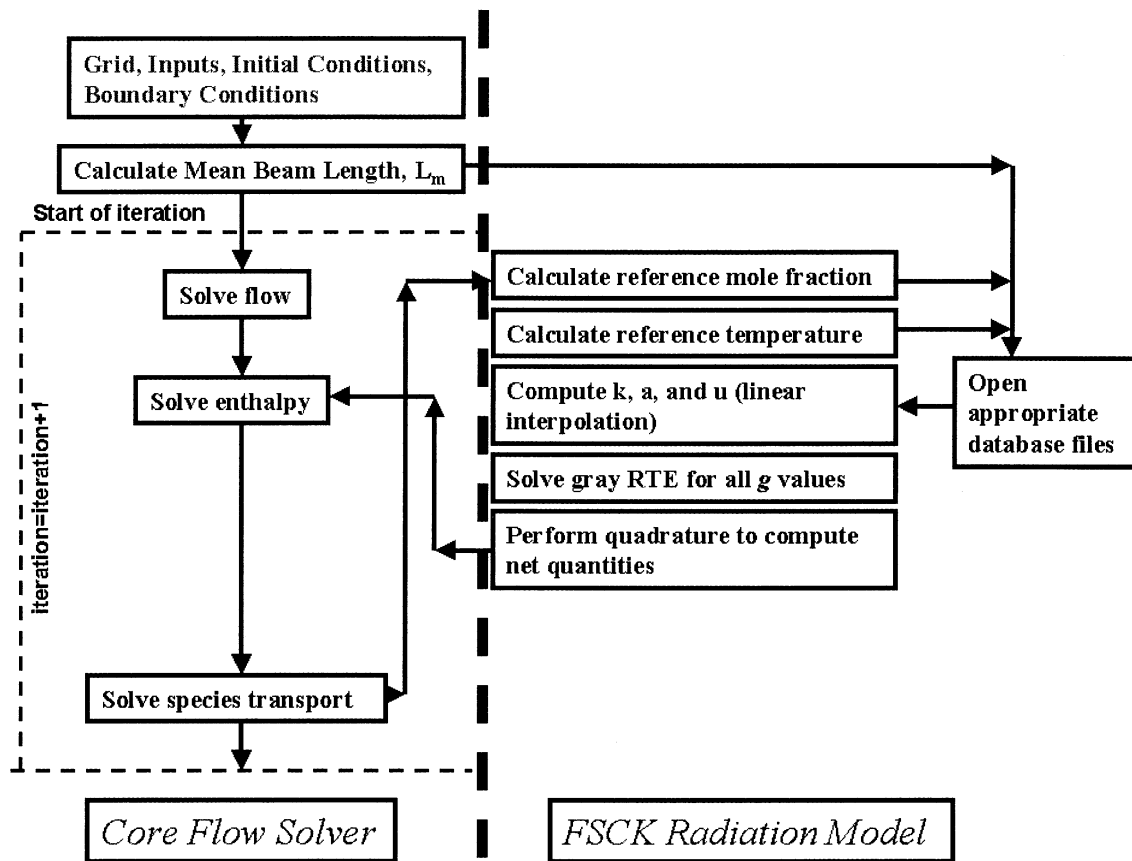 Grid, Inputs, Initial Conditions,
Boundary Conditions
Calculate Mean Beam Length, Lm
Start of iteration
Solve flow
Solve enthalpy
iteration=iteration+1
Solve species transport
Core Flow Solver
Calculate reference mole fraction
Calculate reference temperature
Compute k, a, and u (linear
interpolation)
Solve gray RTE for all g values
Perform quadrature to compute
net quantities
Open
appropriate
database files
FSCK Radiation Model